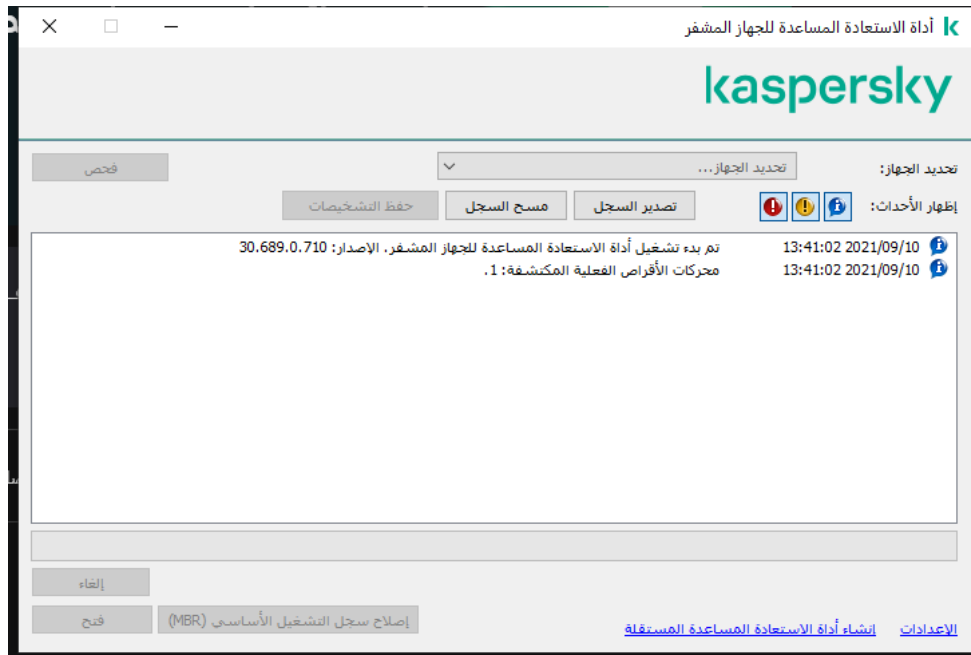 أداة الاستعادة المساعدة للجهاز المشفر
kaspersky
تحديد الجهاز:
تحديد الجهاز...
فحص
إظهار الأحداث:
تصدير السجل
مسح السجل
حفظ التشخيصات
13:41:02 2021/09/10 تم بدء تشغيل أداة الاستعادة المساعدة للجهاز المشفر. الإصدار: 30.689.0.710
13:41:02 2021/09/10 محركات الأقراص الفعلية المكتشفة: 1.
إلغاء
إصلاح سجل التشغيل الأساسي (MBR)
فتح
الإعدادات
إنشاء أداة الاستعادة المساعدة المستقلة